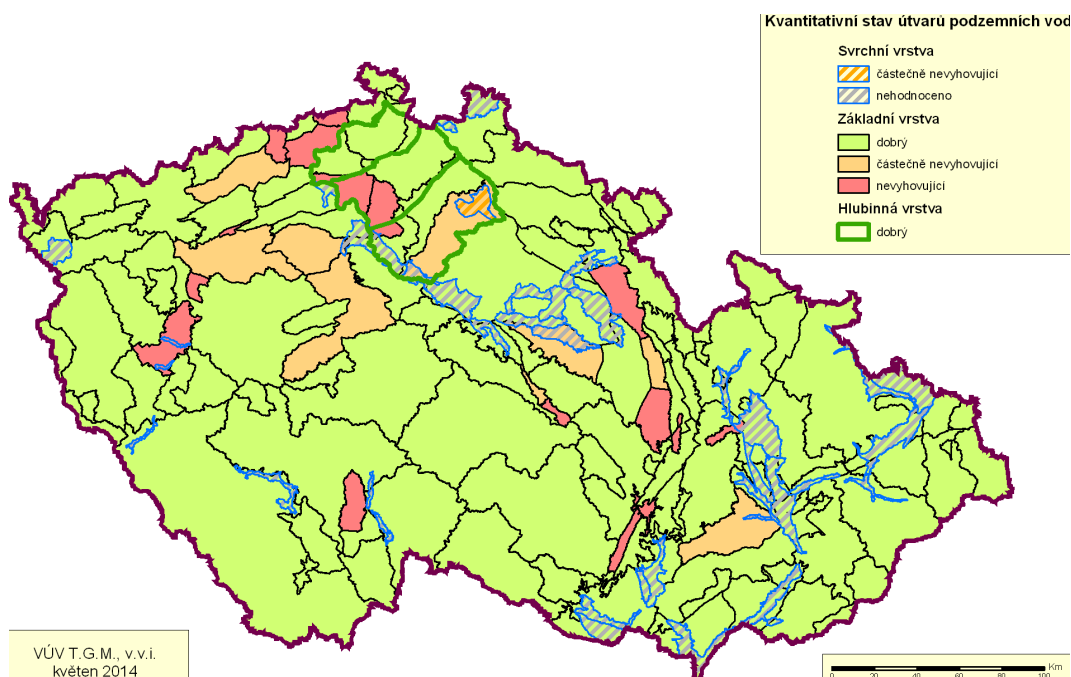 Kvantitativní stav útvarů podzemních vod
Svrchní vrstva
částečně nevyhovující
nehodnoceno
Základní vrstva
dobrý
částečně nevyhovující
nevyhovující
Hlubinná vrstva
dobrý
VÚV T.G.M., v.v.i.
květen 2014
Km
0 20 40 60 80 100